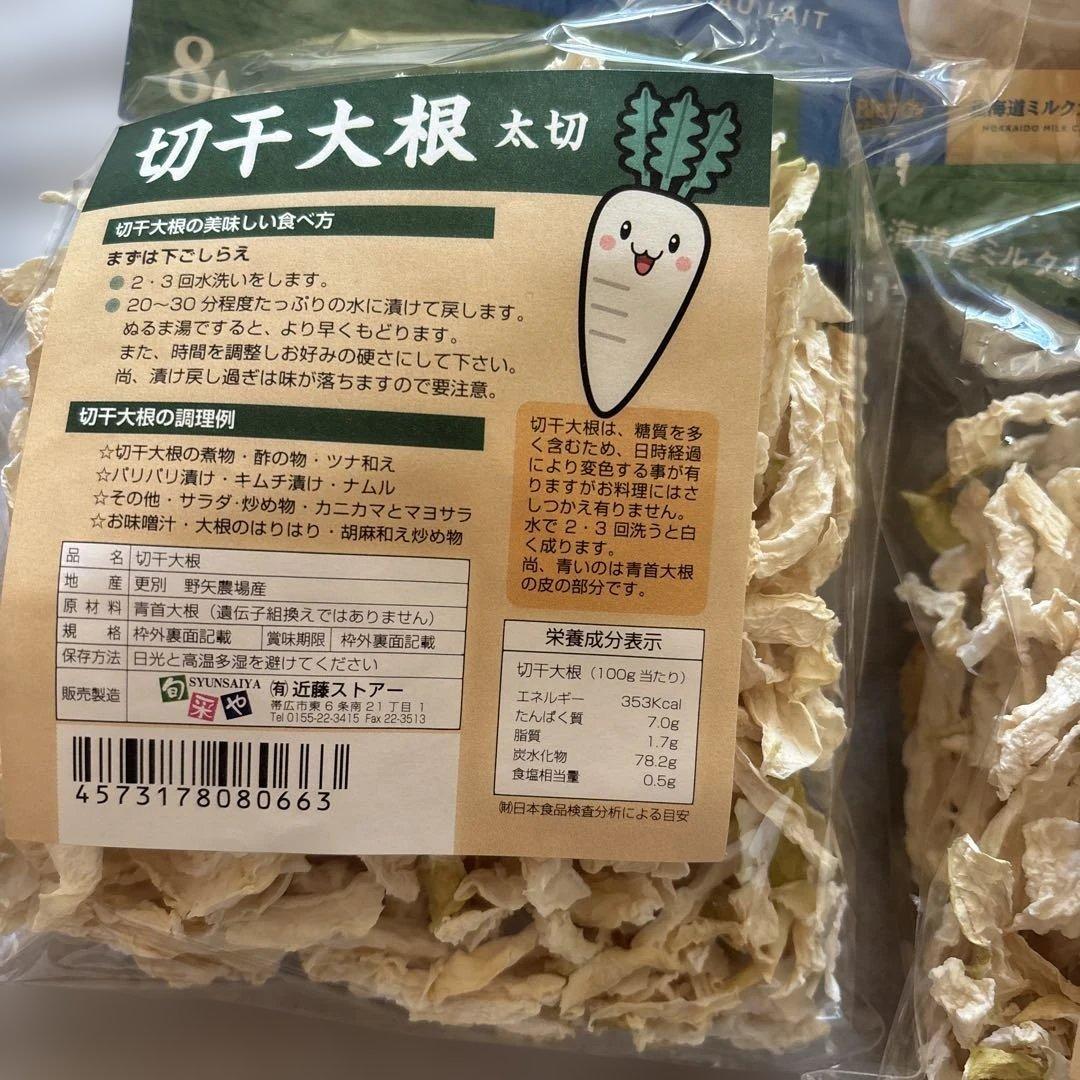 AU LAIT
8
北海道ミルク
HOKKAIDO MILK
海道ミルク
切干大根 太切
切干大根の美味しい食べ方
まずは下ごしらえ
● 2・3回水洗いをします。
● 20〜30分程度たっぷりの水に漬けて戻します。
ぬるま湯ですると、より早くもどります。
また、時間を調整しお好みの硬さにして下さい。
尚、漬け戻し過ぎは味が落ちますので要注意。
切干大根の調理例
☆切干大根の煮物・酢の物・ツナ和え
☆パリパリ漬け・キムチ漬け・ナムル
☆その他・サラダ・炒め物・カニカマとマヨサラ
☆お味噌汁・大根のはりはり・胡麻和え炒め物
切干大根は、糖質を多
く含むため、日時経過
により変色する事が有
りますがお料理にはさ
しつかえ有りません。
水で2・3回洗うと白
く成ります。
尚、青いのは青首大根
の皮の部分です。
品名 切干大根
地産 更別 野矢農場産
原材料 青首大根（遺伝子組換えではありません）
規格 枠外裏面記載 賞味期限 枠外裏面記載
保存方法 日光と高温多湿を避けてください
販売製造 旬采や SYUNSAIYA ㈲近藤ストアー
帯広市東6条南21丁目1
Tel 0155-22-3415 Fax 22-3513
4573178080663
栄養成分表示
切干大根（100g当たり）
エネルギー 353Kcal
たんぱく質 7.0g
脂質 1.7g
炭水化物 78.2g
食塩相当量 0.5g
㈶日本食品検査分析による目安